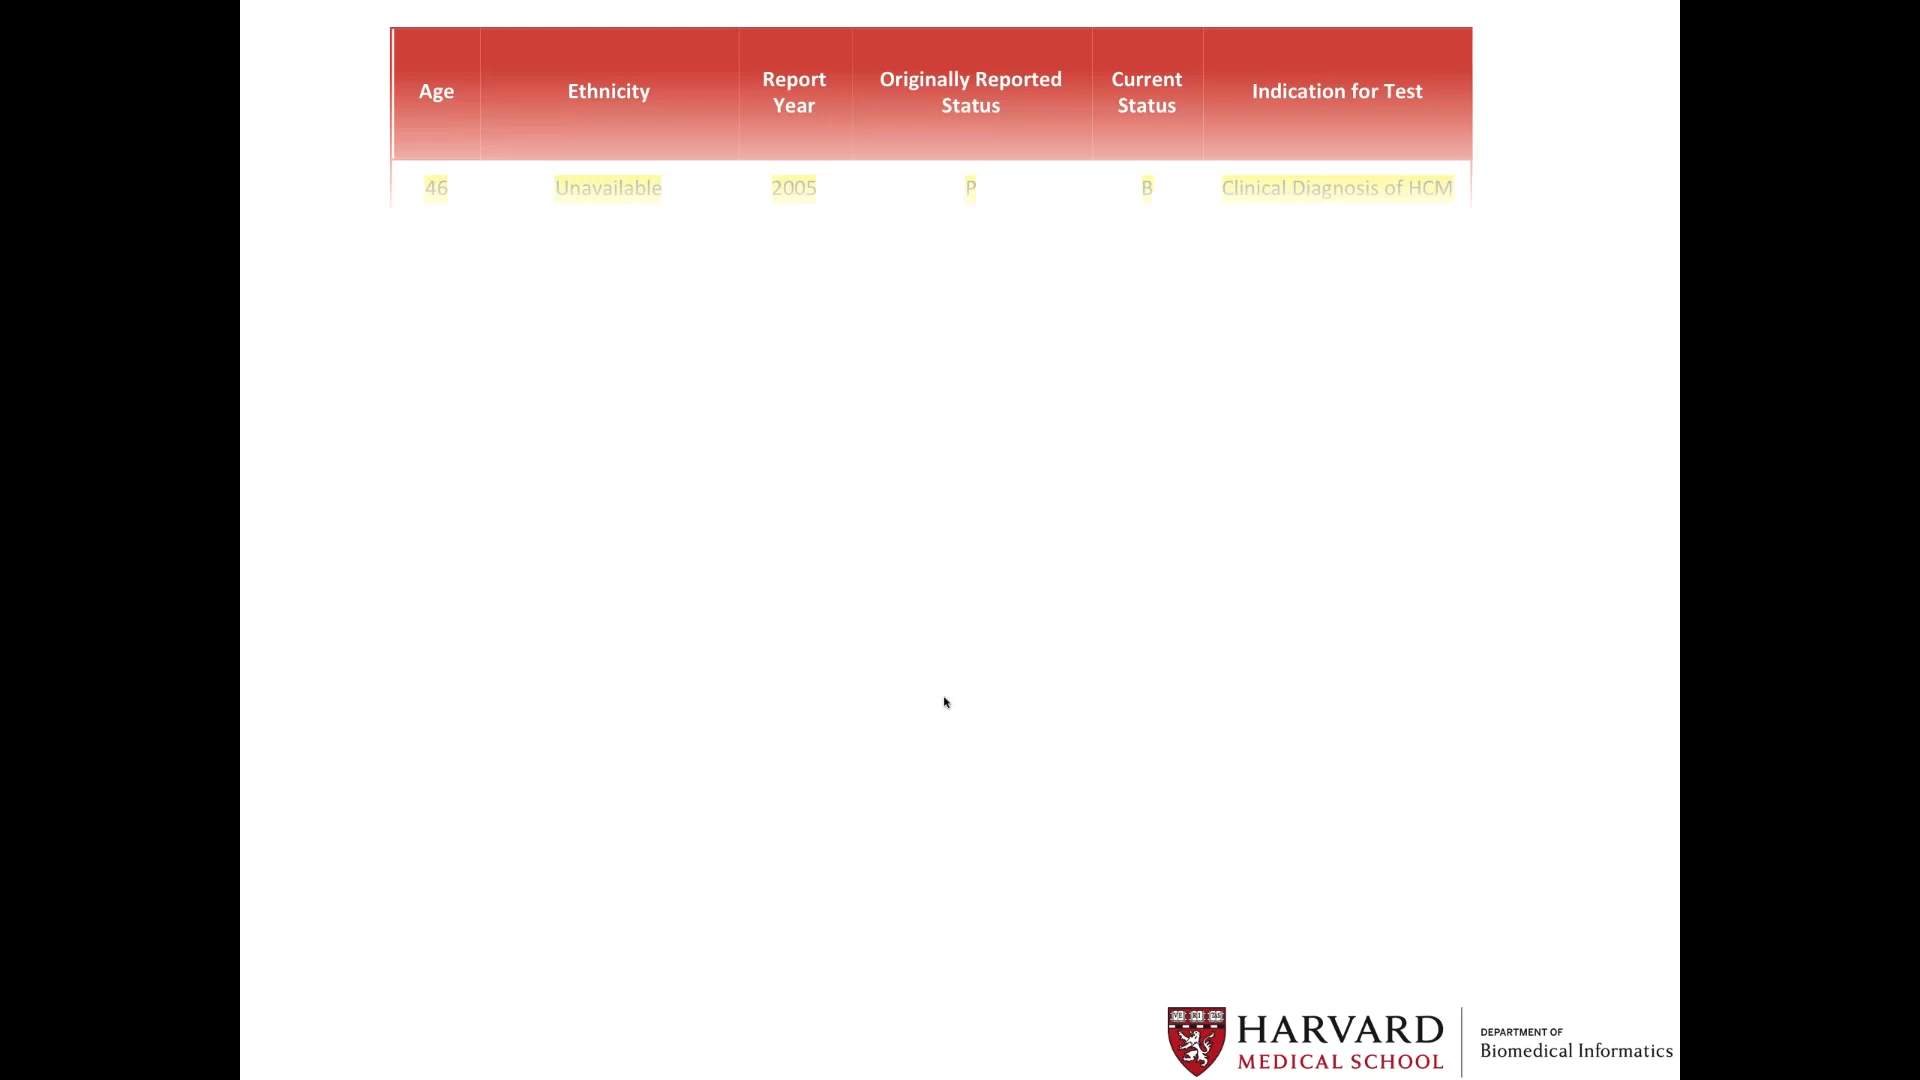 Age Ethnicity Report Year Originally Reported Status Current Status Indication for Test
46 Unavailable 2005 P B Clinical Diagnosis of HCM
HARVARD
MEDICAL SCHOOL
DEPARTMENT OF
Biomedical Informatics